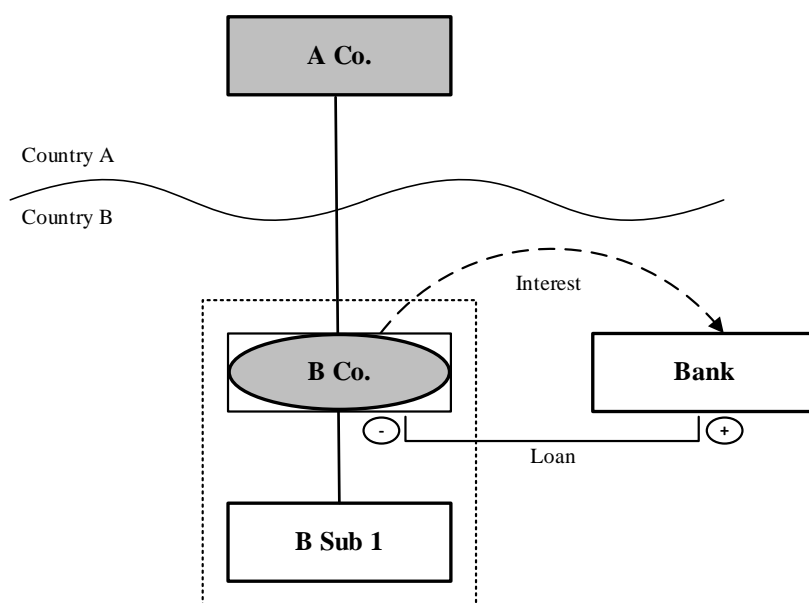 A Co.
Country A
Country B
Interest
B Co.
Bank
-
+
Loan
B Sub 1